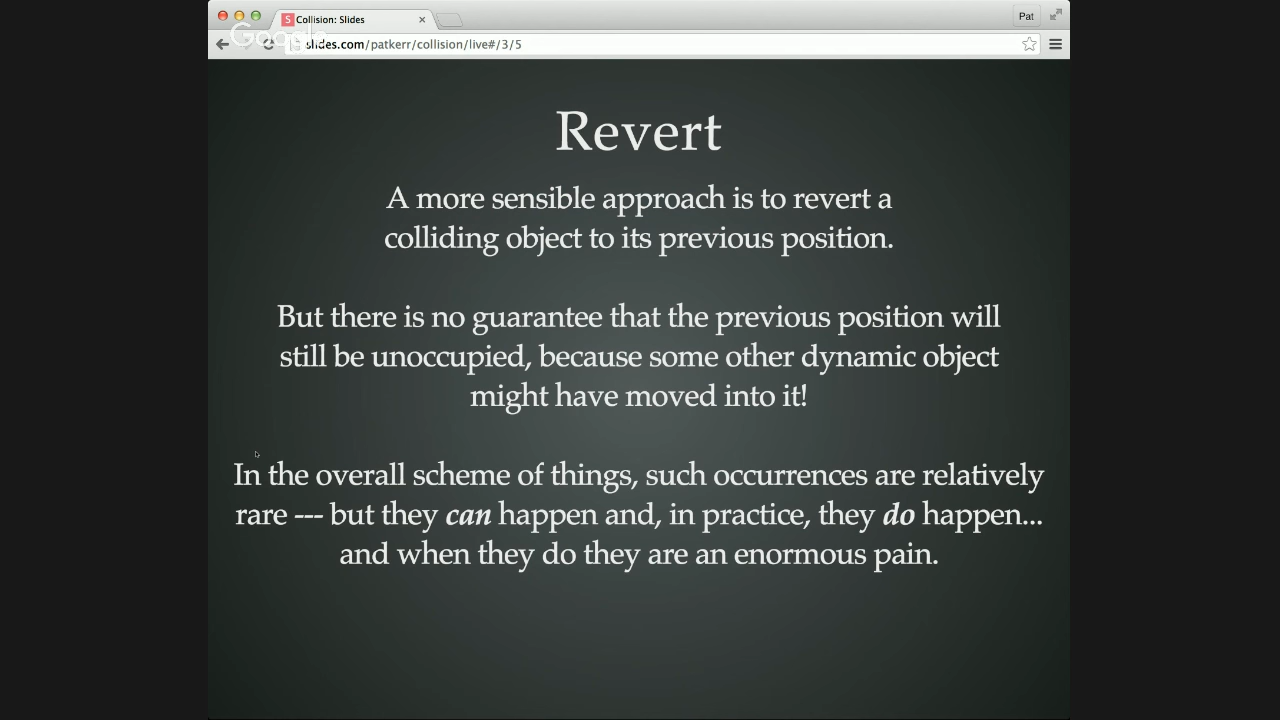 S Collision: Slides
Pat
Google
slides.com/patkerr/collision/live#/3/5
Revert
A more sensible approach is to revert a
colliding object to its previous position.
But there is no guarantee that the previous position will
still be unoccupied, because some other dynamic object
might have moved into it!
In the overall scheme of things, such occurrences are relatively
rare --- but they can happen and, in practice, they do happen...
and when they do they are an enormous pain.